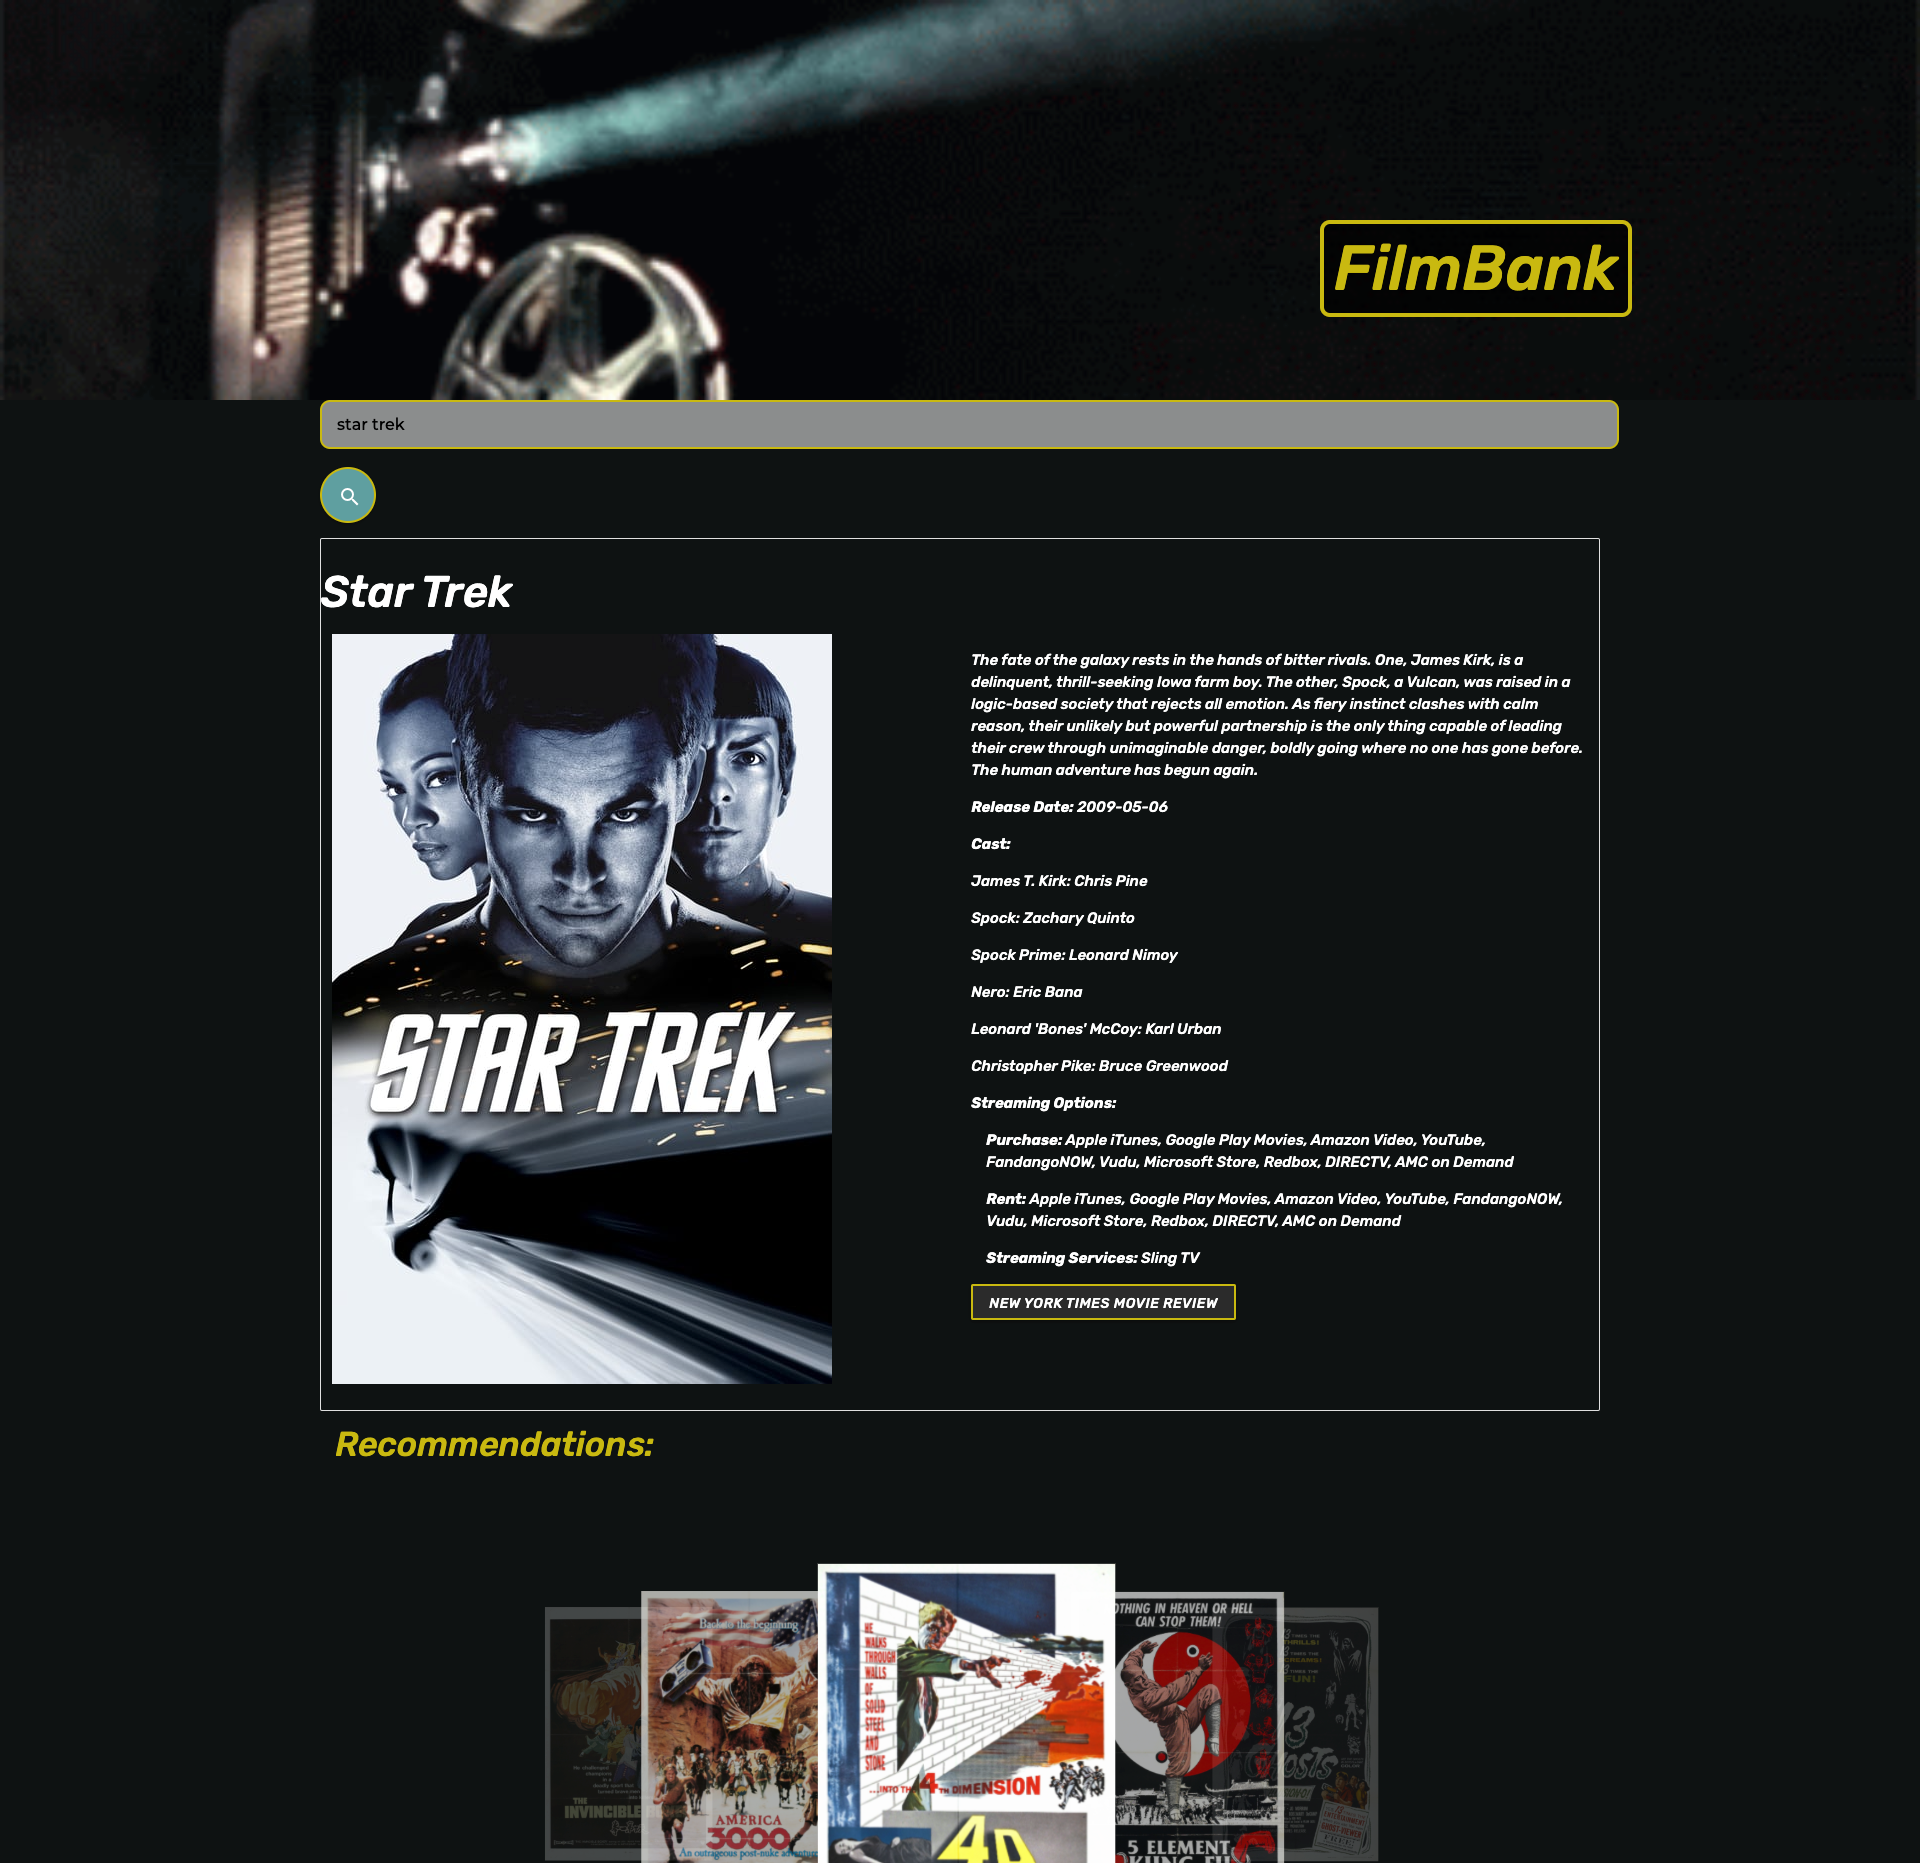 FilmBank
star trek
Star Trek
The fate of the galaxy rests in the hands of bitter rivals. One, James Kirk, is a
delinquent, thrill-seeking Iowa farm boy. The other, Spock, a Vulcan, was raised in a
logic-based society that rejects all emotion. As fiery instinct clashes with calm
reason, their unlikely but powerful partnership is the only thing capable of leading
their crew through unimaginable danger, boldly going where no one has gone before.
The human adventure has begun again.
Release Date: 2009-05-06
Cast:
James T. Kirk: Chris Pine
Spock: Zachary Quinto
Spock Prime: Leonard Nimoy
Nero: Eric Bana
Leonard 'Bones' McCoy: Karl Urban
Christopher Pike: Bruce Greenwood
Streaming Options:
Purchase: Apple iTunes, Google Play Movies, Amazon Video, YouTube,
FandangoNOW, Vudu, Microsoft Store, Redbox, DIRECTV, AMC on Demand
Rent: Apple iTunes, Google Play Movies, Amazon Video, YouTube, FandangoNOW,
Vudu, Microsoft Store, Redbox, DIRECTV, AMC on Demand
Streaming Services: Sling TV
NEW YORK TIMES MOVIE REVIEW
STAR TREK
Recommendations:
THE
INVINCIBLE
Back to the beginning
AMERICA
3000
An outrageous post-nuke
HE
WALKS
THROUGH
WALLS
OF
SOLID
STEEL
AND
STONE
...INTO THE 4TH DIMENSION
4D
IN HEAVEN OR HELL
CAN STOP THEM!
5 ELEMENT
KUNG FU
THRILLS!
FUN!
13
GHOSTS